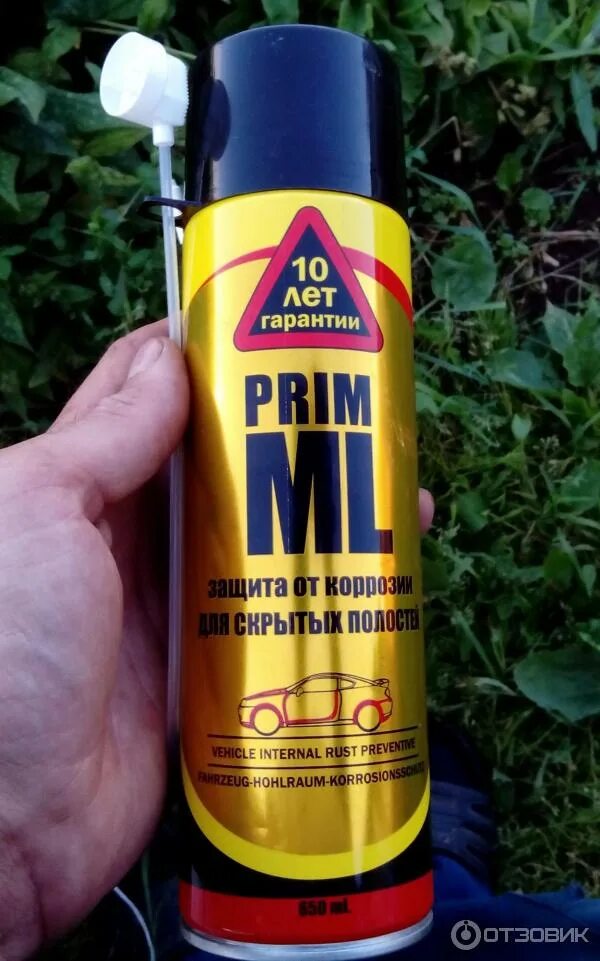 10
лет
гарантии
PRIM
ML
защита от коррозии
для скрытых полостей
VEHICLE INTERNAL RUST PREVENTIVE
FAHRZEUG-HOHLRAUM-KORROSIONSSCHUTZ
650 ml.
ОТЗОВИК